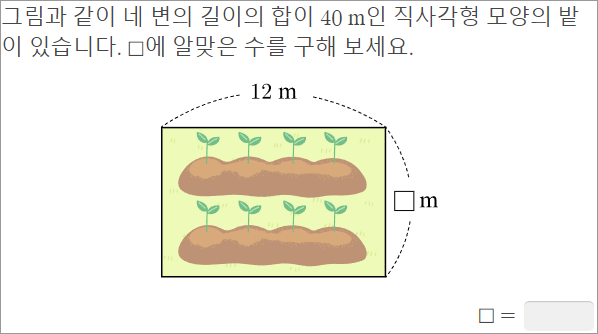 그림과 같이 네 변의 길이의 합이 40 m인 직사각형 모양의 밭
이 있습니다. □에 알맞은 수를 구해 보세요.
12 m
□ m
□ =